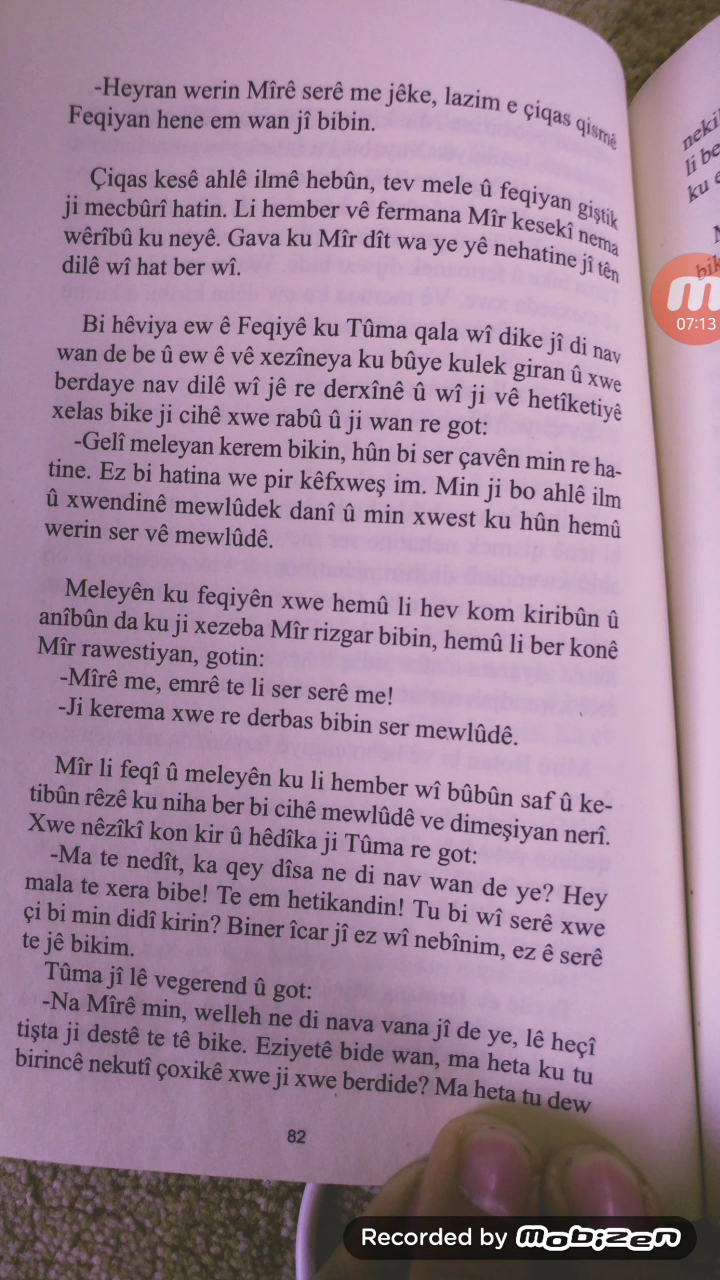 -Heyran werin Mîrê serê me jêke, lazim e çiqas qismê
Feqiyan hene em wan jî bibin.
Çiqas kesê ahlê ilmê hebûn, tev mele û feqiyan giştik
ji mecbûrî hatin. Li hember vê fermana Mîr kesekî nema
wêrîbû ku neyê. Gava ku Mîr dît wa ye yê nehatine jî tên
dilê wî hat ber wî.
Bi hêviya ew ê Feqiyê ku Tûma qala wî dike jî di nav
wan de be û ew ê vê xezîneya ku bûye kulek giran û xwe
berdaye nav dilê wî jê re derxînê û wî ji vê hetîketiyê
xelas bike ji cihê xwe rabû û ji wan re got:
-Gelî meleyan kerem bikin, hûn bi ser çavên min re ha-
tine. Ez bi hatina we pir kêfxweş im. Min ji bo ahlê ilm
û xwendinê mewlûdek danî û min xwest ku hûn hemû
werin ser vê mewlûdê.
Meleyên ku feqiyên xwe hemû li hev kom kiribûn û
anîbûn da ku ji xezeba Mîr rizgar bibin, hemû li ber konê
Mîr rawestiyan, gotin:
-Mîrê me, emrê te li ser serê me!
-Ji kerema xwe re derbas bibin ser mewlûdê.
Mîr li feqî û meleyên ku li hember wî bûbûn saf û ke-
tibûn rêzê ku niha ber bi cihê mewlûdê ve dimeşiyan nerî.
Xwe nêzîkî kon kir û hêdîka ji Tûma re got:
-Ma te nedît, ka qey dîsa ne di nav wan de ye? Hey
mala te xera bibe! Te em hetikandin! Tu bi wî serê xwe
çi bi min didî kirin? Biner îcar jî ez wî nebînim, ez ê serê
te jê bikim.
Tûma jî lê vegerend û got:
-Na Mîrê min, welleh ne di nava vana jî de ye, lê heçî
tişta ji destê te tê bike. Eziyetê bide wan, ma heta ku tu
birincê nekutî çoxikê xwe ji xwe berdide? Ma heta tu dew
82
neki
li be
ku
bik
07:13
Recorded by mobizen